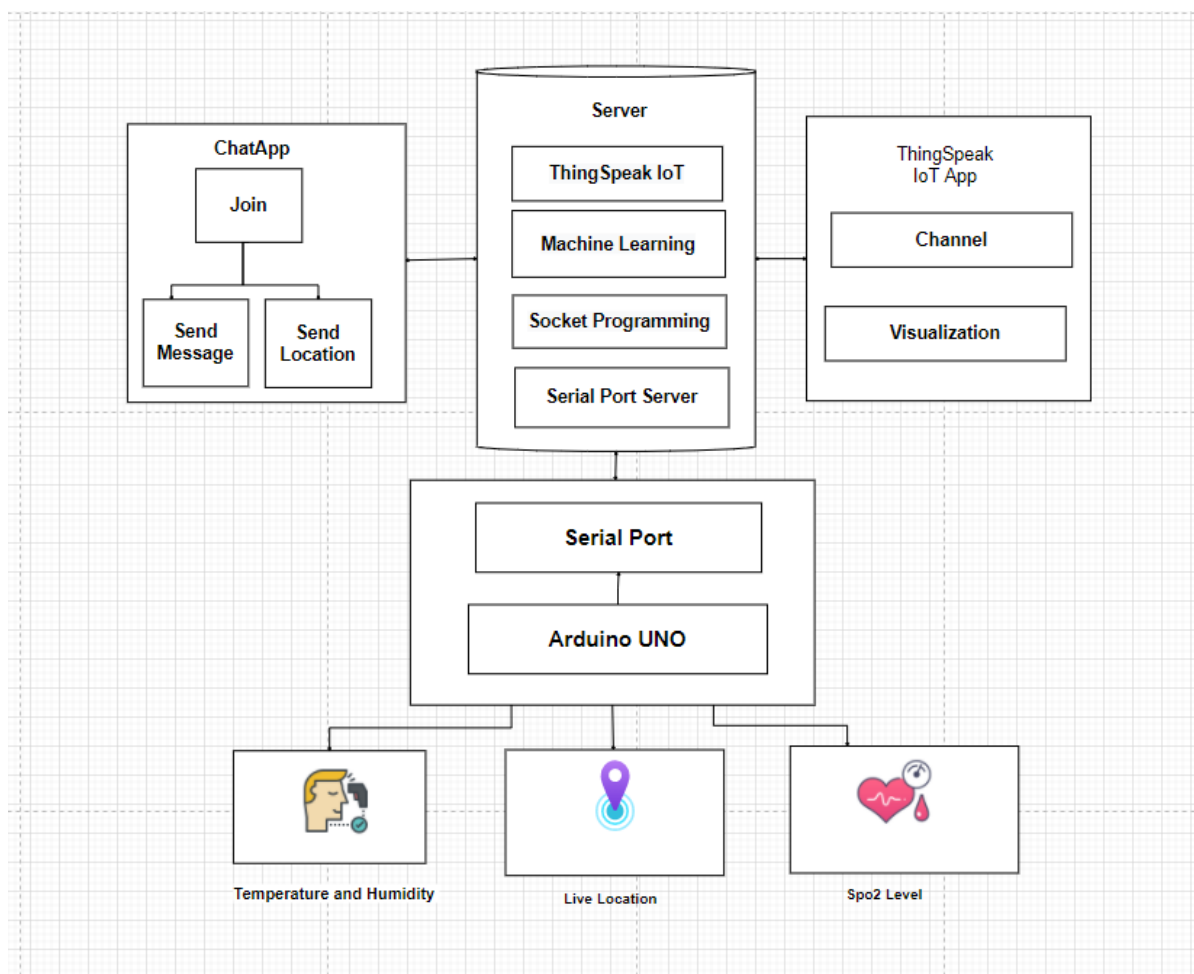 Server
ChatApp
Join
Send
Message
Send
Location
ThingSpeak IoT
Machine Learning
Socket Programming
Serial Port Server
ThingSpeak
IoT App
Channel
Visualization
Serial Port
Arduino UNO
Temperature and Humidity
Live Location
Spo2 Level